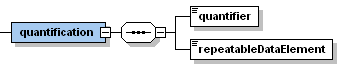 quantifier
quantification
repeatableDataElement